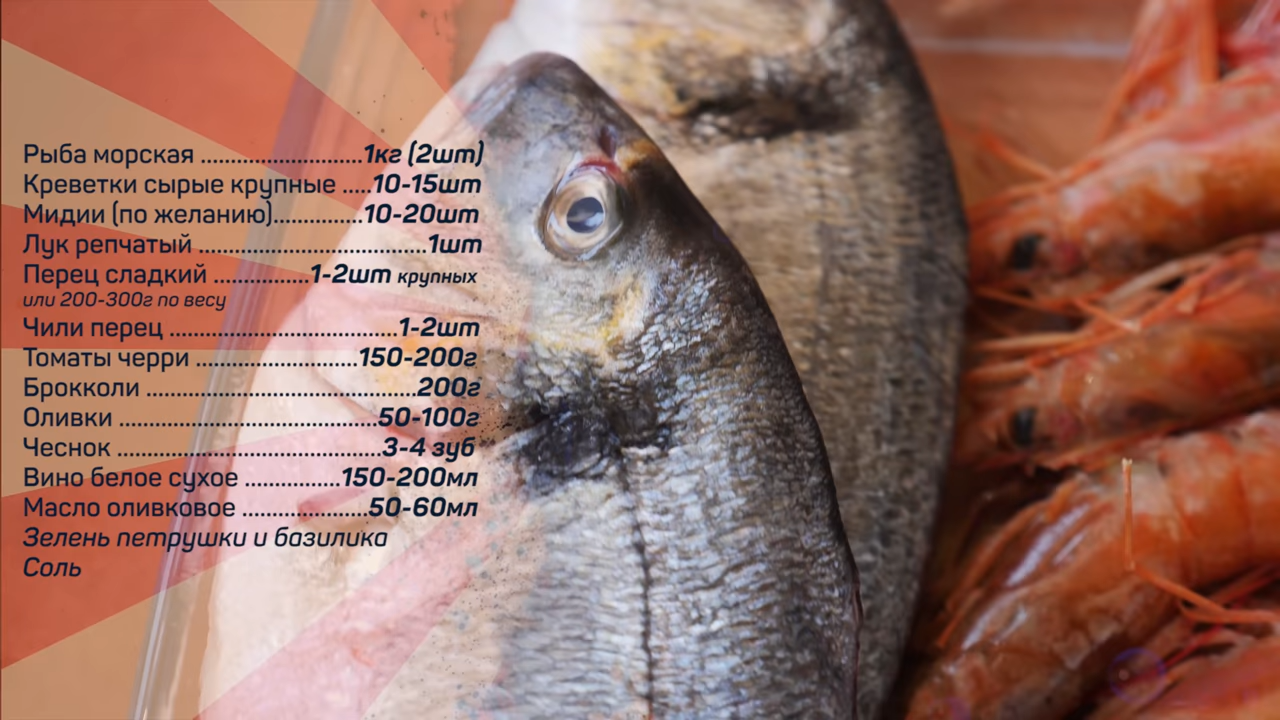 Рыба морская ...........................1кг (2шт)
Креветки сырые крупные .....10-15шт
Мидии (по желанию)...............10-20шт
Лук репчатый ......................................1шт
Перец сладкий ................1-2шт крупных
или 200-300г по весу
Чили перец ......................................1-2шт
Томаты черри ............................150-200г
Брокколи .............................................200г
Оливки ...........................................50-100г
Чеснок ............................................3-4 зуб
Вино белое сухое ................150-200мл
Масло оливковое .....................50-60мл
Зелень петрушки и базилика
Соль